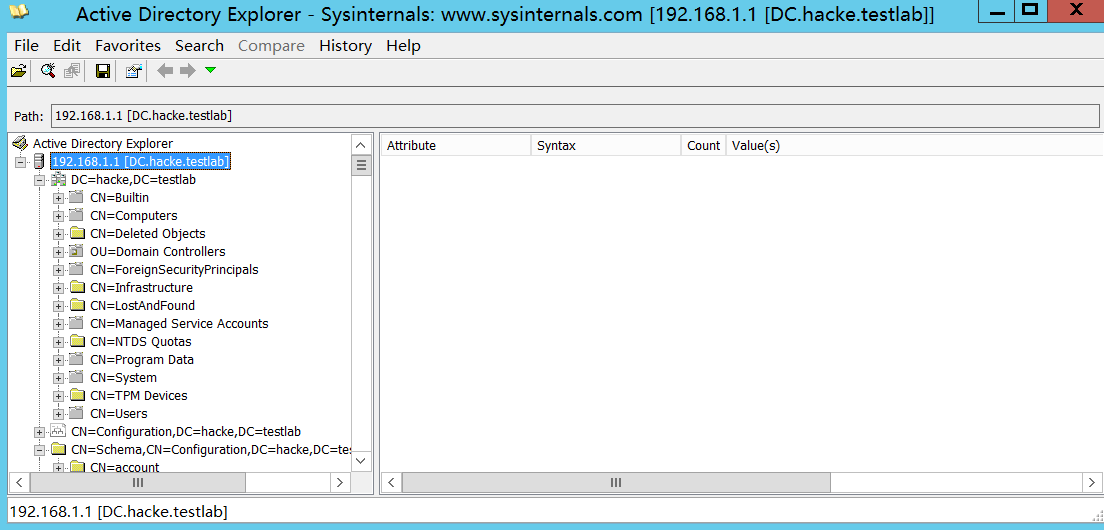 Active Directory Explorer - Sysinternals: www.sysinternals.com [192.168.1.1 [DC.hacke.testlab]]
File Edit Favorites Search Compare History Help
Path: 192.168.1.1 [DC.hacke.testlab]
Active Directory Explorer
192.168.1.1 [DC.hacke.testlab]
DC=hacke,DC=testlab
CN=Builtin
CN=Computers
CN=Deleted Objects
OU=Domain Controllers
CN=ForeignSecurityPrincipals
CN=Infrastructure
CN=LostAndFound
CN=Managed Service Accounts
CN=NTDS Quotas
CN=Program Data
CN=System
CN=TPM Devices
CN=Users
CN=Configuration,DC=hacke,DC=testlab
CN=Schema,CN=Configuration,DC=hacke,DC=tes
CN=account
Attribute Syntax Count Value(s)
192.168.1.1 [DC.hacke.testlab]